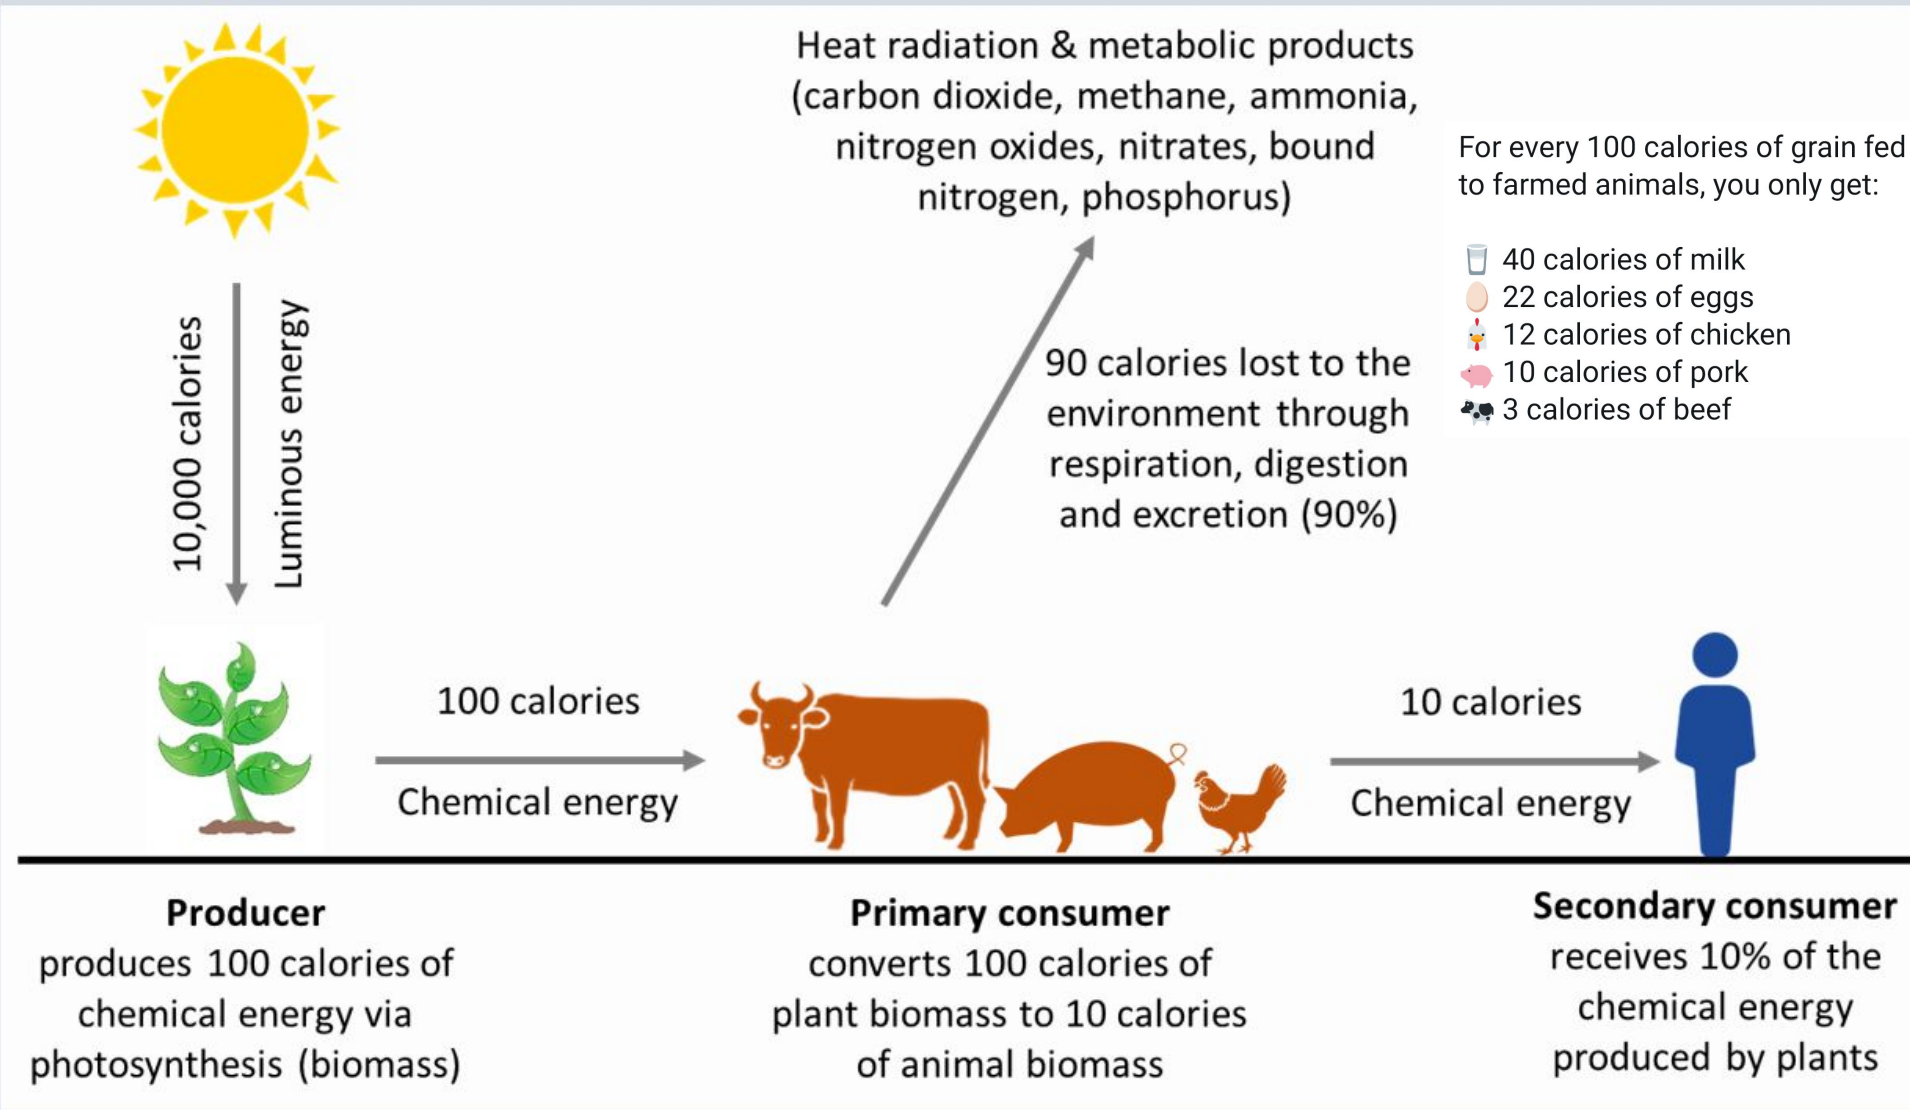 Heat radiation & metabolic products
(carbon dioxide, methane, ammonia,
nitrogen oxides, nitrates, bound
nitrogen, phosphorus)
For every 100 calories of grain fed
to farmed animals, you only get:
40 calories of milk
22 calories of eggs
12 calories of chicken
10 calories of pork
3 calories of beef
10,000 calories
Luminous energy
90 calories lost to the
environment through
respiration, digestion
and excretion (90%)
100 calories
Chemical energy
10 calories
Chemical energy
Producer
produces 100 calories of
chemical energy via
photosynthesis (biomass)
Primary consumer
converts 100 calories of
plant biomass to 10 calories
of animal biomass
Secondary consumer
receives 10% of the
chemical energy
produced by plants